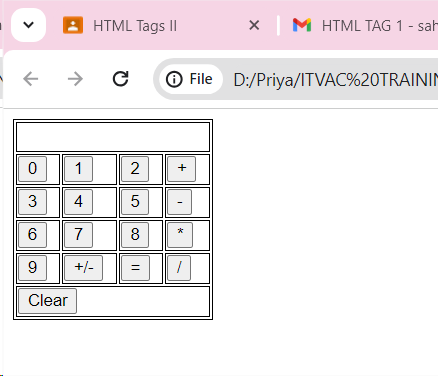 HTML Tags II
HTML TAG 1 - sah
File D:/Priya/ITVAC%20TRAININ
0 1 2 +
3 4 5 -
6 7 8 *
9 +/- = /
Clear